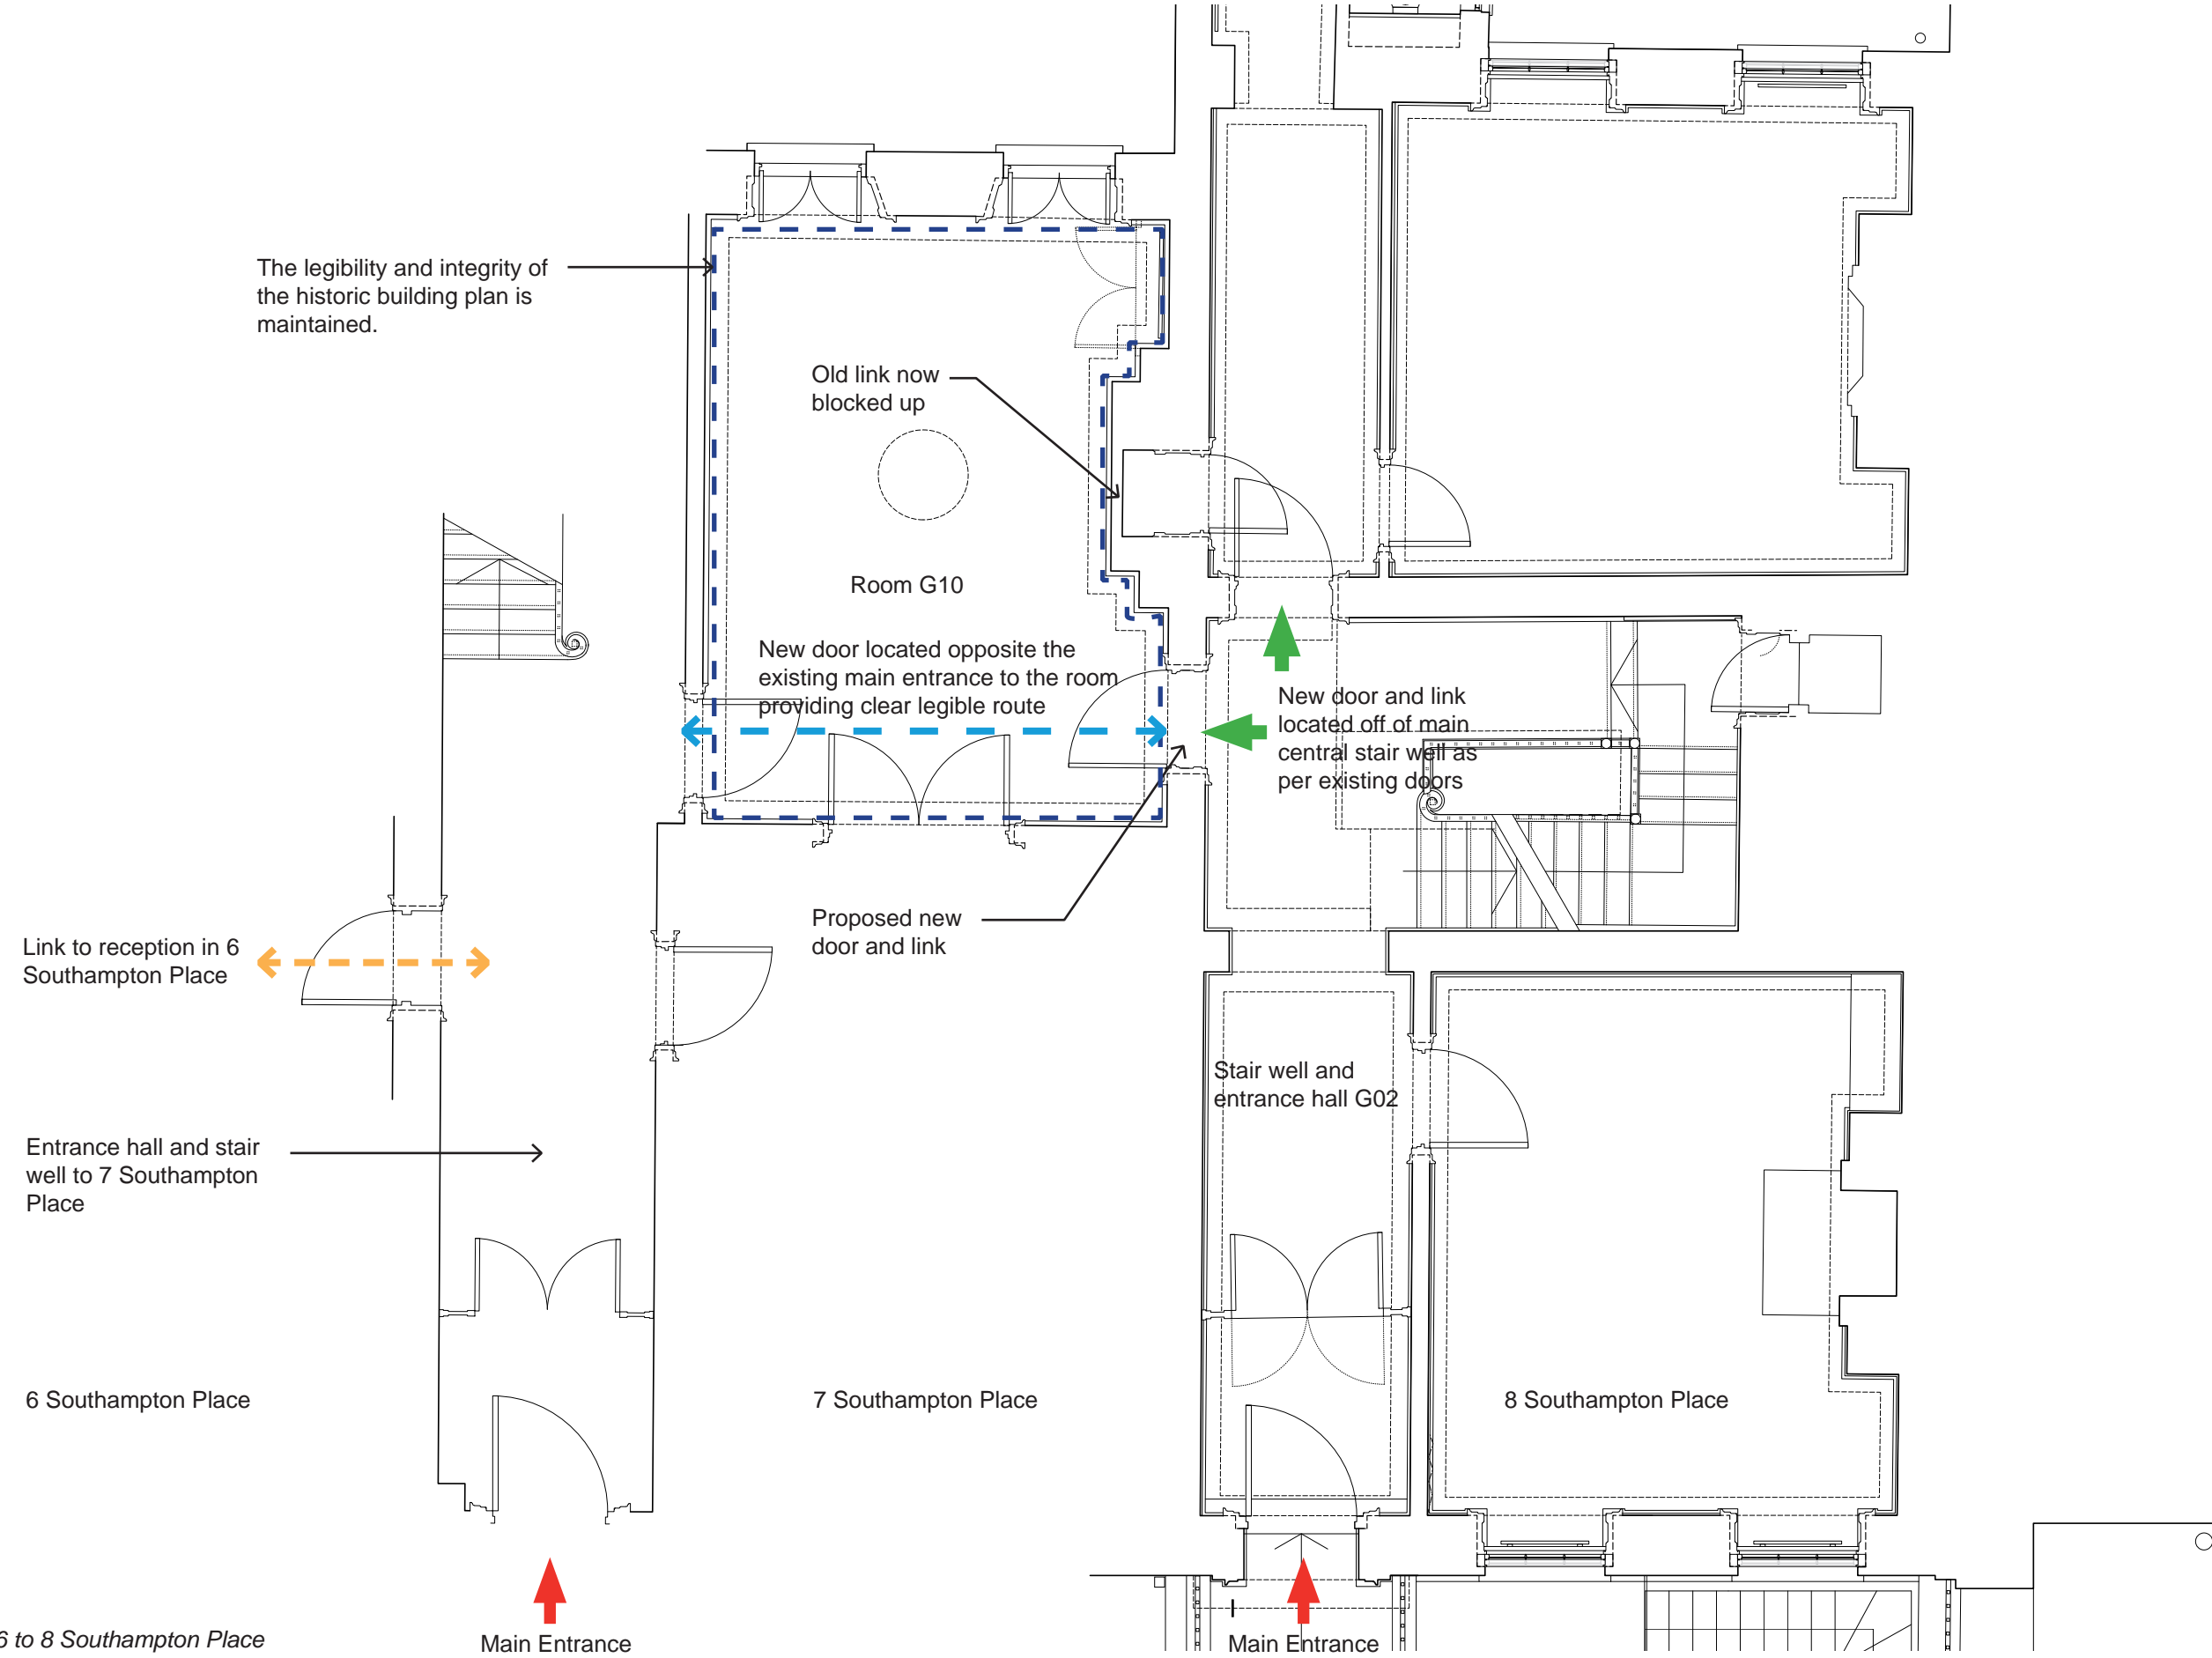 The legibility and integrity of
the historic building plan is
maintained.
Old link now
blocked up
Room G10
New door located opposite the
existing main entrance to the room
providing clear legible route
New door and link
located off of main
central stair well as
per existing doors
Link to reception in 6
Southampton Place
Proposed new
door and link
Stair well and
entrance hall G02
Entrance hall and stair
well to 7 Southampton
Place
6 Southampton Place
7 Southampton Place
8 Southampton Place
6 to 8 Southampton Place
Main Entrance
Main Entrance